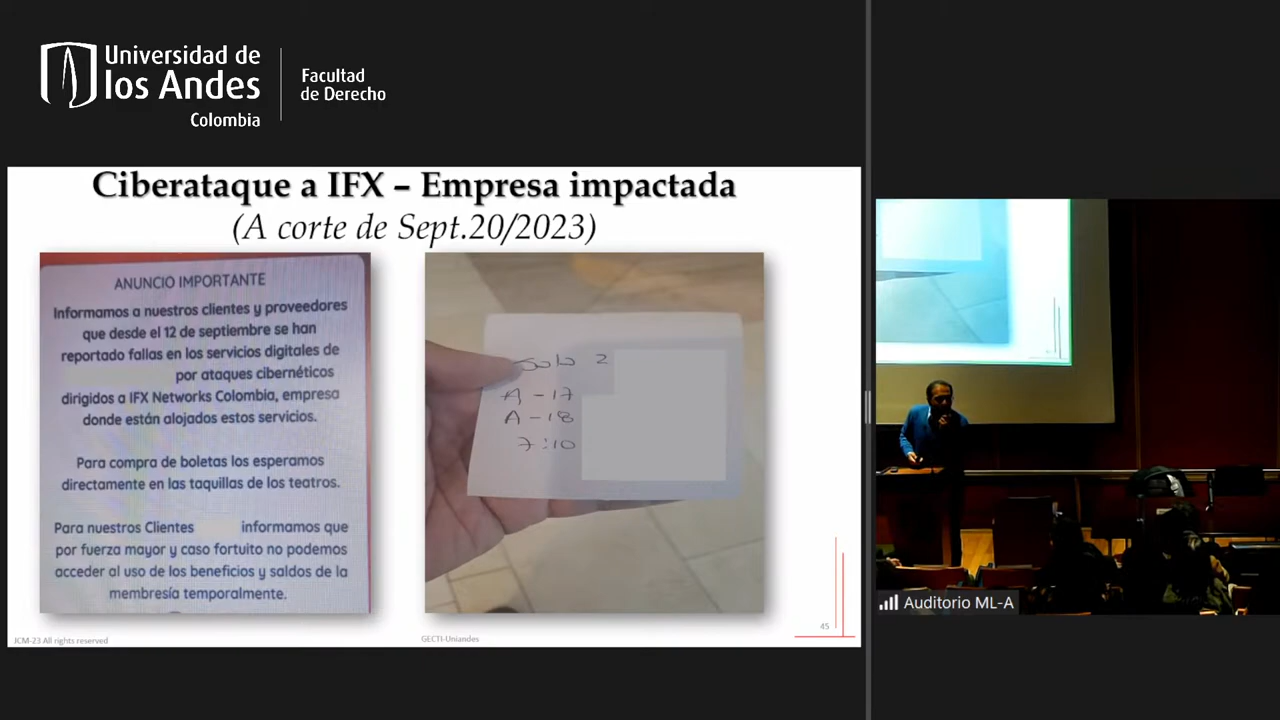 Universidad de
los Andes
Colombia
Facultad
de Derecho
Ciberataque a IFX – Empresa impactada
(A corte de Sept.20/2023)
ANUNCIO IMPORTANTE
Informamos a nuestros clientes y proveedores
que desde el 12 de septiembre se han
reportado fallas en los servicios digitales de
por ataques cibernéticos
dirigidos a IFX Networks Colombia, empresa
donde están alojados estos servicios.
Para compra de boletas los esperamos
directamente en las taquillas de los teatros.
Para nuestros Clientes informamos que
por fuerza mayor y caso fortuito no podemos
acceder al uso de los beneficios y saldos de la
membresía temporalmente.
Sala 2
A - 17
A - 18
7:10
JCM-23 All rights reserved
GECTI-Uniandes
45
Auditorio ML-A